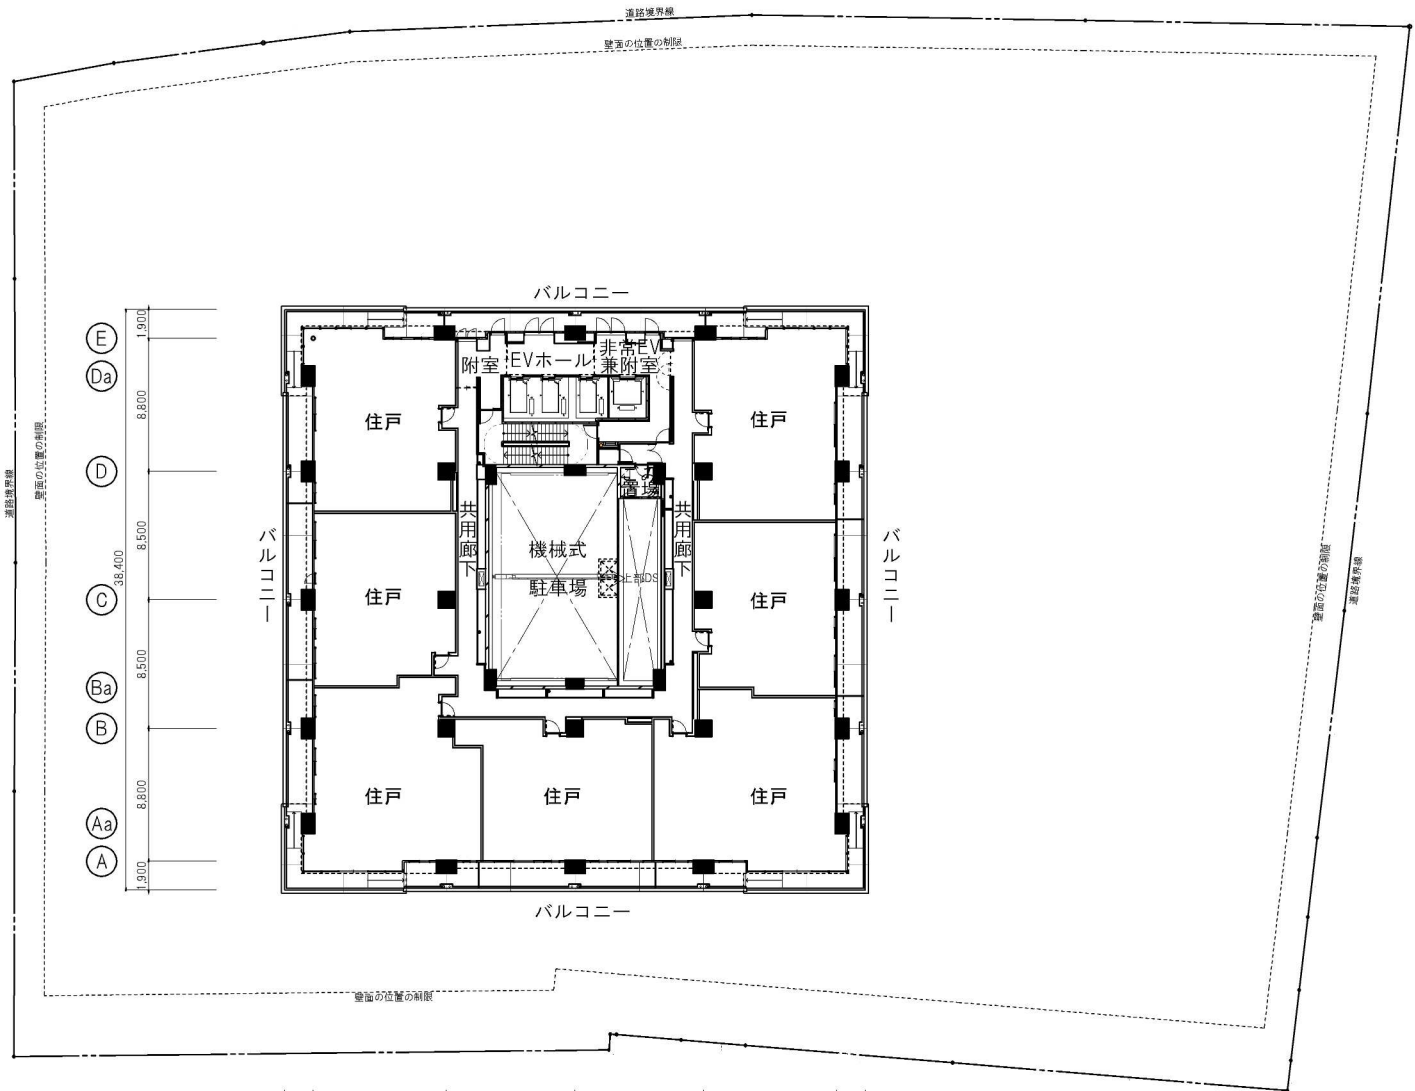 道路境界線
壁面の位置の制限
バルコニー
E
1,900
附室
EVホール
非常EV
兼附室
Da
8,800
住戸
住戸
D
道路境界線
壁面の位置の制限
置場
共用廊下
共用廊下
バルコニー
バルコニー
8,500
38,400
機械式
駐車場
上部DS
C
住戸
住戸
壁面の位置の制限
道路境界線
8,500
Ba
B
8,800
住戸
住戸
住戸
Aa
A
1,900
バルコニー
壁面の位置の制限